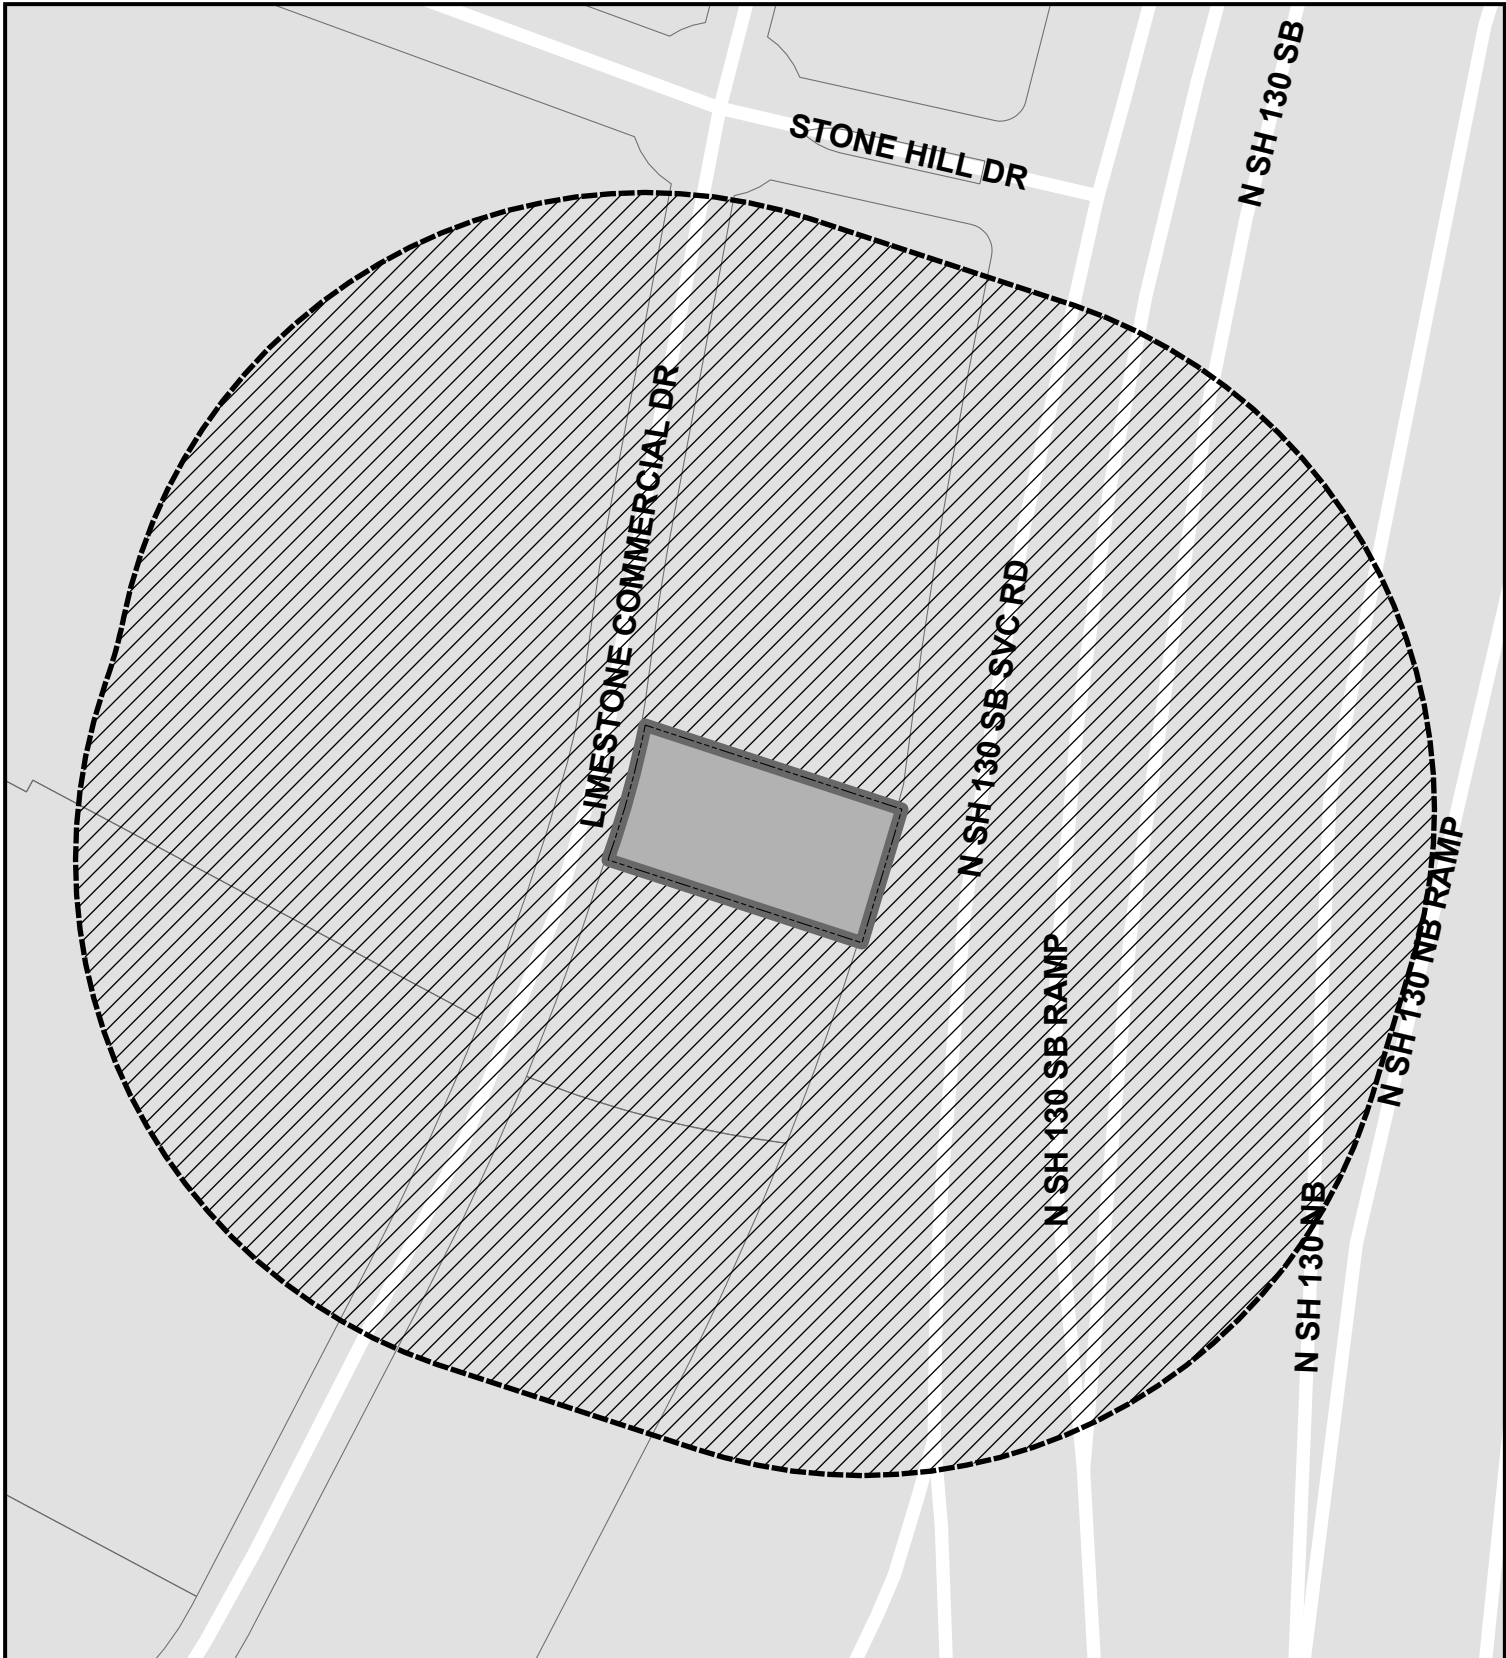 N SH 130 SB
STONE HILL DR
LIMESTONE COMMERCIAL DR
N SH 130 SB SVC RD
N SH 130 NB RAMP
N SH 130 SB RAMP
N SH 130 NB